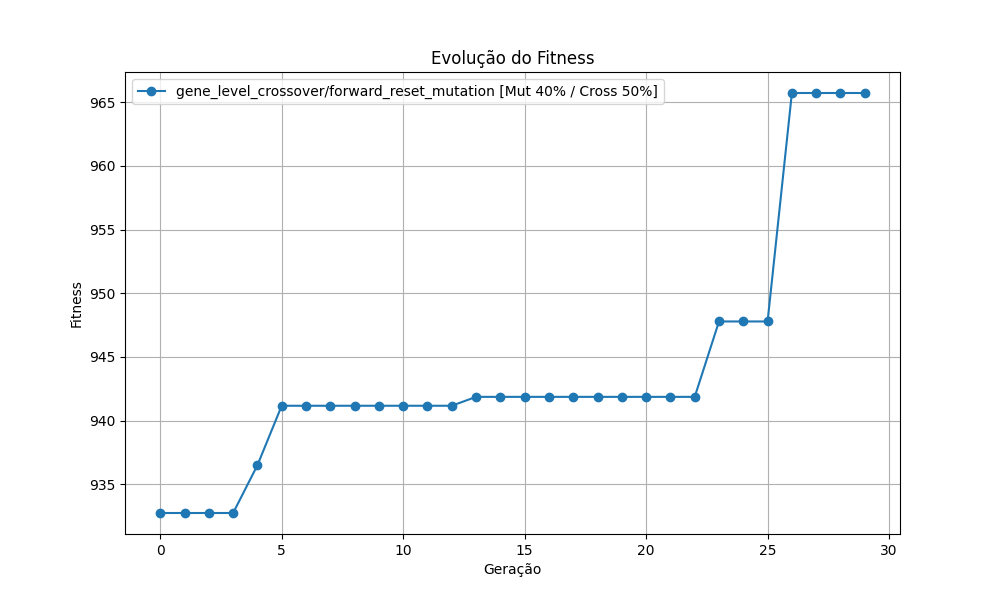 Evolução do Fitness
gene_level_crossover/forward_reset_mutation [Mut 40% / Cross 50%]
965
960
955
950
945
940
935
Fitness
0 5 10 15 20 25 30
Geração